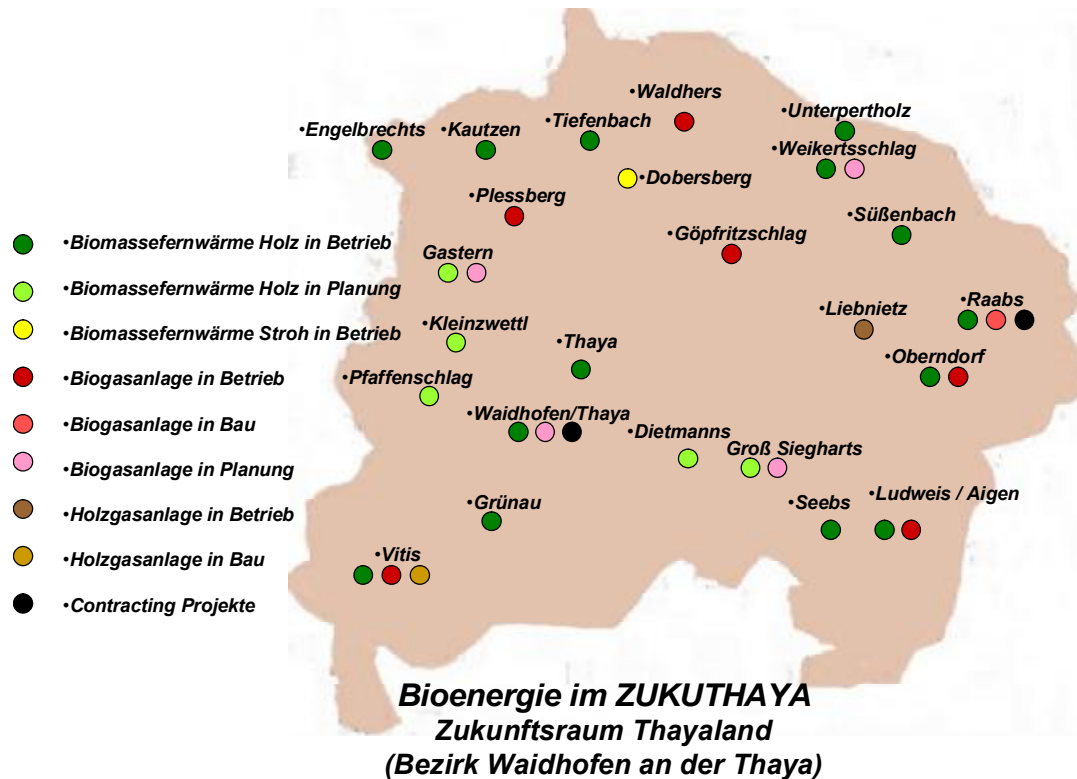 •Waldhers
•Engelbrechts
•Kautzen
•Tiefenbach
•Unterpertholz
•Weikertsschlag
•Dobersberg
•Plessberg
•Süßenbach
•Göpfritzschlag
Gastern
•Liebnietz
•Raabs
•Kleinzwettl
•Thaya
•Oberndorf
•Pfaffenschlag
•Waidhofen/Thaya
•Dietmanns
Groß Siegharts
•Grünau
•Seebs
•Ludweis / Aigen
•Vitis
•Biomassefernwärme Holz in Betrieb
•Biomassefernwärme Holz in Planung
•Biomassefernwärme Stroh in Betrieb
•Biogasanlage in Betrieb
•Biogasanlage in Bau
•Biogasanlage in Planung
•Holzgasanlage in Betrieb
•Holzgasanlage in Bau
•Contracting Projekte
Bioenergie im ZUKUTHAYA
Zukunftsraum Thayaland
(Bezirk Waidhofen an der Thaya)